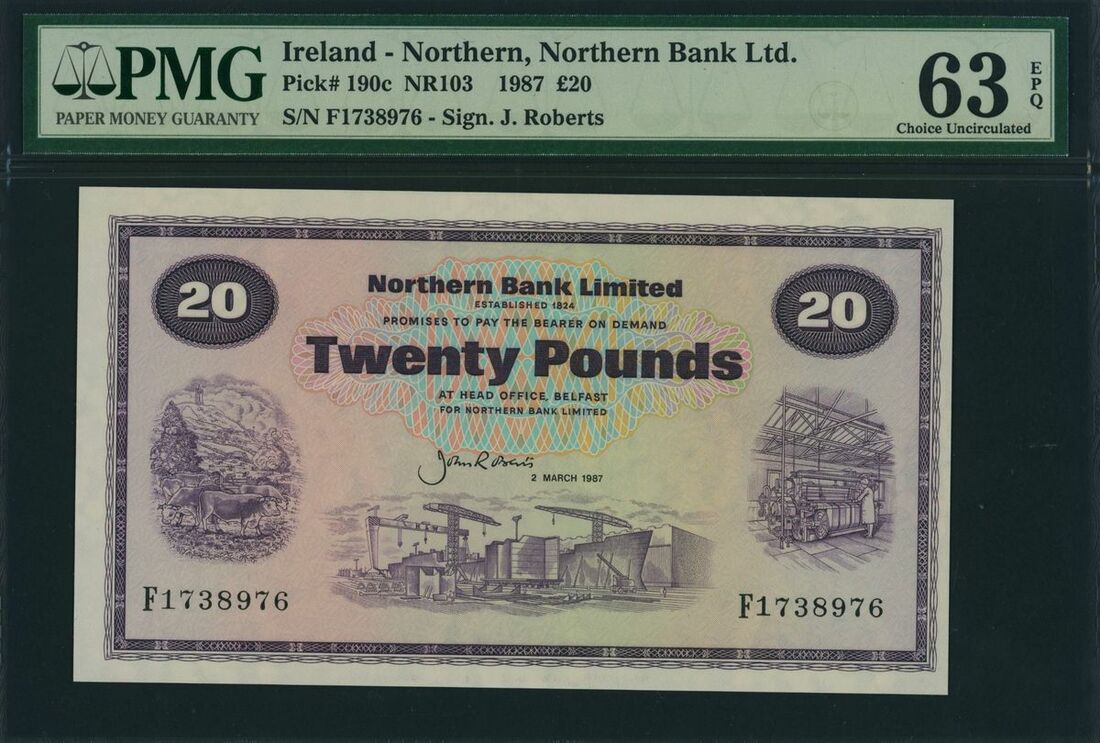 PMG
PAPER MONEY GUARANTY
Ireland - Northern, Northern Bank Ltd.
Pick# 190c NR103 1987 £20
S/N F1738976 - Sign. J. Roberts
63
EPQ
Choice Uncirculated
20
20
Northern Bank Limited
ESTABLISHED 1824
PROMISES TO PAY THE BEARER ON DEMAND
Twenty Pounds
AT HEAD OFFICE, BELFAST
FOR NORTHERN BANK LIMITED
John Roberts
2 MARCH 1987
F1738976
F1738976